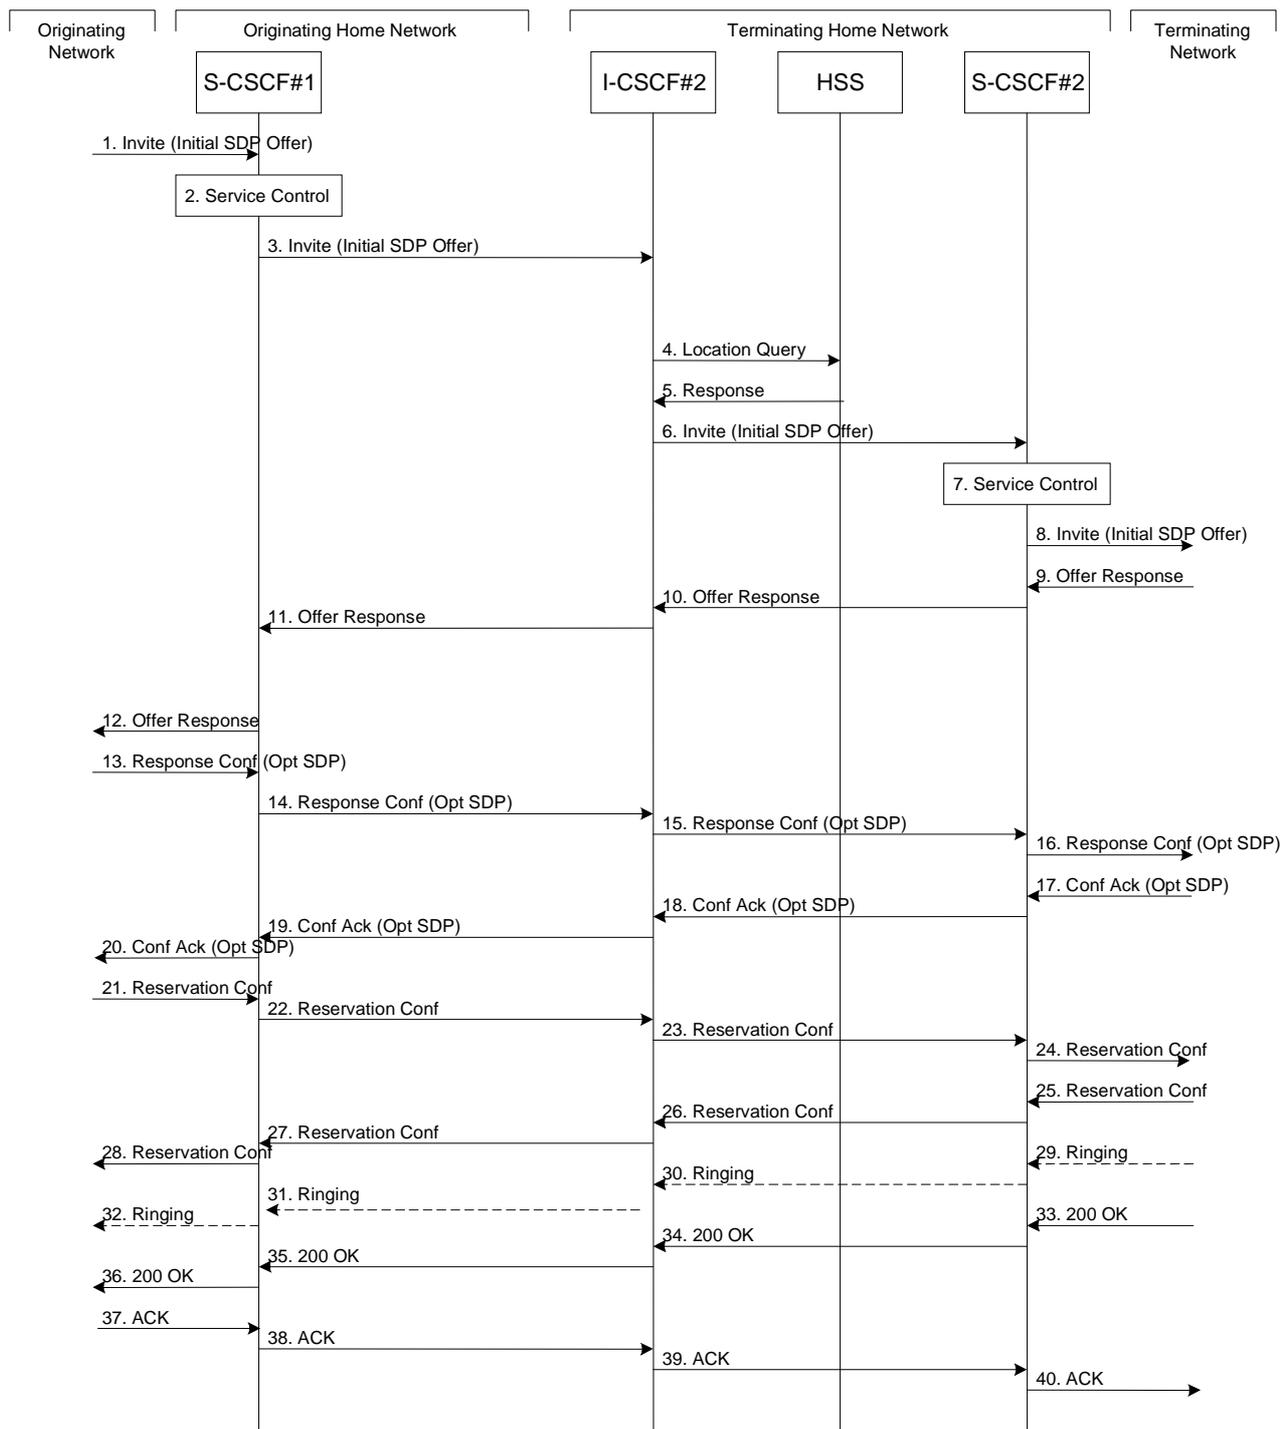 Originating
Network
Originating Home Network
Terminating Home Network
Terminating
Network
S-CSCF#1
I-CSCF#2
HSS
S-CSCF#2
1. Invite (Initial SDP Offer)
2. Service Control
3. Invite (Initial SDP Offer)
4. Location Query
5. Response
6. Invite (Initial SDP Offer)
7. Service Control
8. Invite (Initial SDP Offer)
9. Offer Response
10. Offer Response
11. Offer Response
12. Offer Response
13. Response Conf (Opt SDP)
14. Response Conf (Opt SDP)
15. Response Conf (Opt SDP)
16. Response Conf (Opt SDP)
17. Conf Ack (Opt SDP)
18. Conf Ack (Opt SDP)
19. Conf Ack (Opt SDP)
20. Conf Ack (Opt SDP)
21. Reservation Conf
22. Reservation Conf
23. Reservation Conf
24. Reservation Conf
25. Reservation Conf
26. Reservation Conf
27. Reservation Conf
28. Reservation Conf
29. Ringing
30. Ringing
31. Ringing
32. Ringing
33. 200 OK
34. 200 OK
35. 200 OK
36. 200 OK
37. ACK
38. ACK
39. ACK
40. ACK